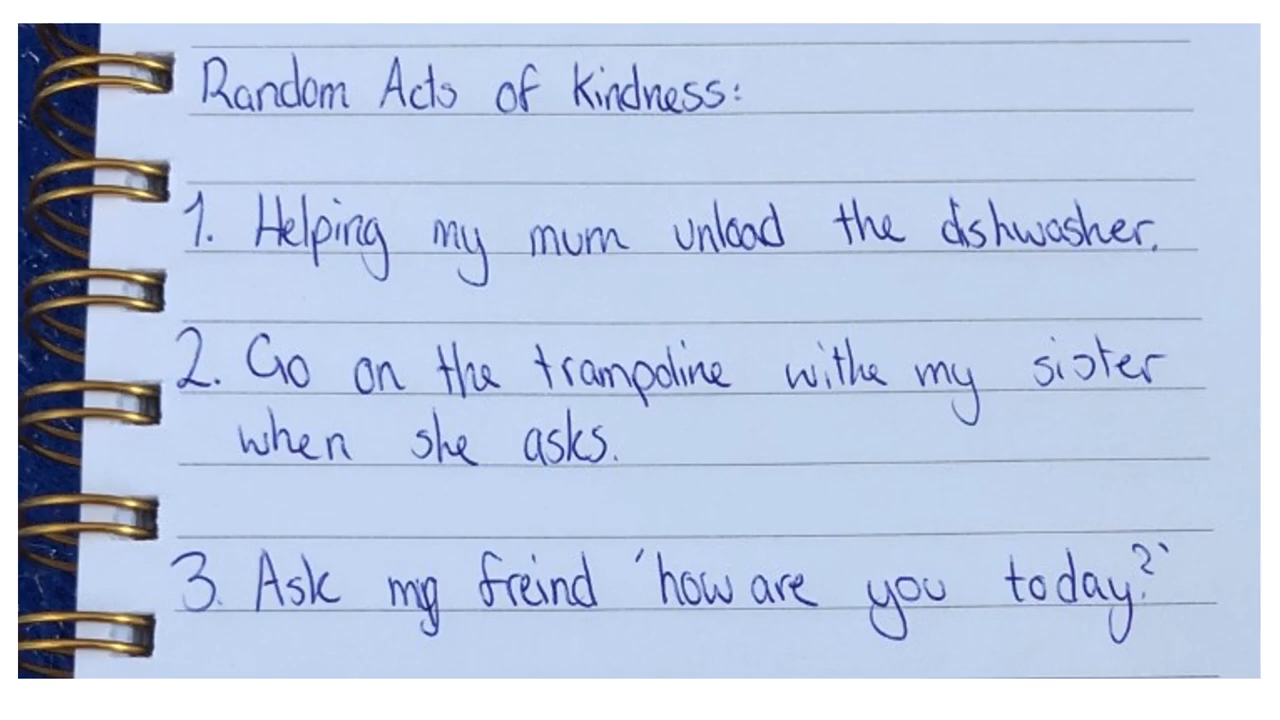 Random Acts of Kindness:
1. Helping my mum unload the dishwasher.
2. Go on the trampoline withe my sister
when she asks.
3. Ask my freind 'how are you today?'